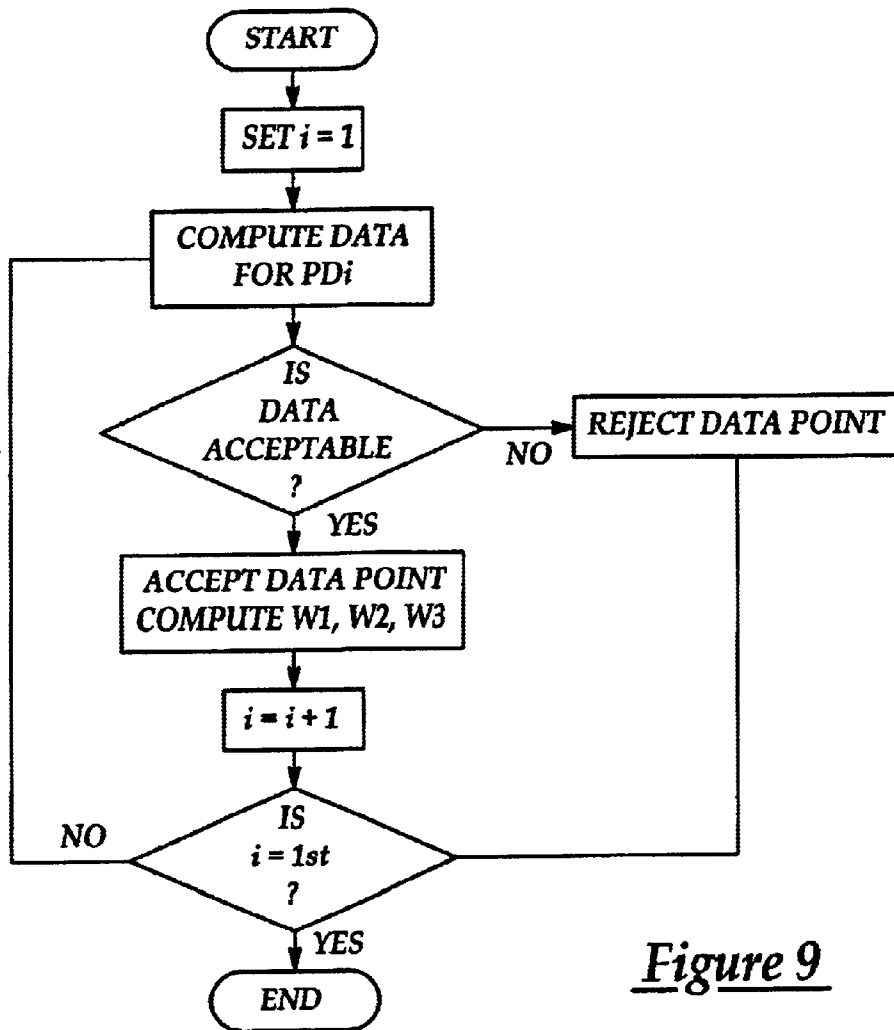 START
SET i = 1
COMPUTE DATA
FOR PDi
IS
DATA
ACCEPTABLE
?
NO
REJECT DATA POINT
YES
ACCEPT DATA POINT
COMPUTE W1, W2, W3
i = i + 1
IS
i = 1st
?
NO
YES
END
Figure 9